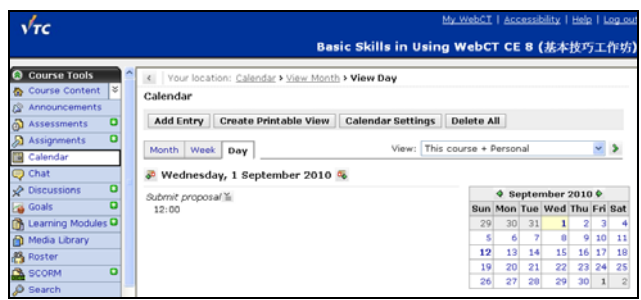 VTC
My WebCT | Accessibility | Help | Log out
Basic Skills in Using WebCT CE 8 (基本技巧工作坊)
Course Tools
Course Content
Announcements
Assessments
Assignments
Calendar
Chat
Discussions
Goals
Learning Modules
Media Library
Roster
SCORM
Search
Your location: Calendar › View Month › View Day
Calendar
Add Entry Create Printable View Calendar Settings Delete All
Month Week Day View: This course + Personal
Wednesday, 1 September 2010
Submit proposal
12:00
September 2010
Sun Mon Tue Wed Thu Fri Sat
29 30 31 1 2 3 4
5 6 7 8 9 10 11
12 13 14 15 16 17 18
19 20 21 22 23 24 25
26 27 28 29 30 1 2